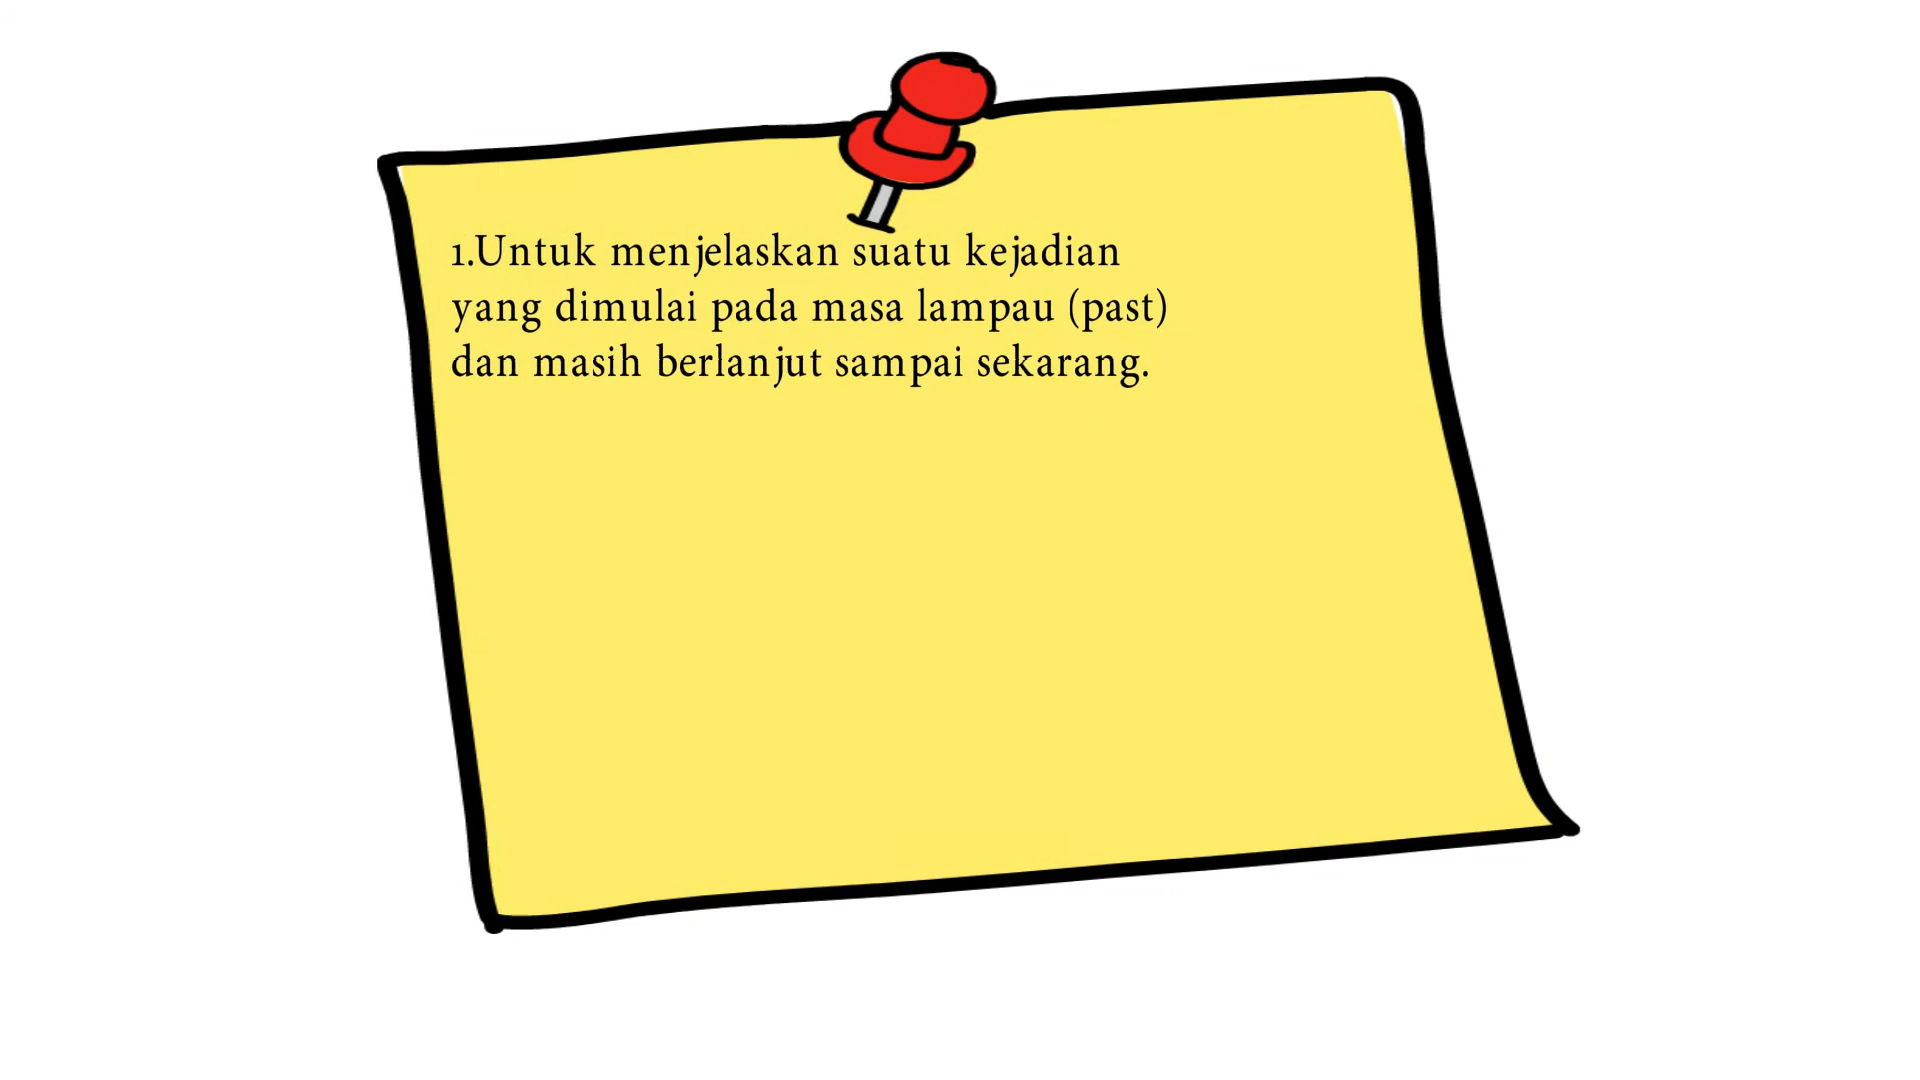 1.Untuk menjelaskan suatu kejadian
yang dimulai pada masa lampau (past)
dan masih berlanjut sampai sekarang.